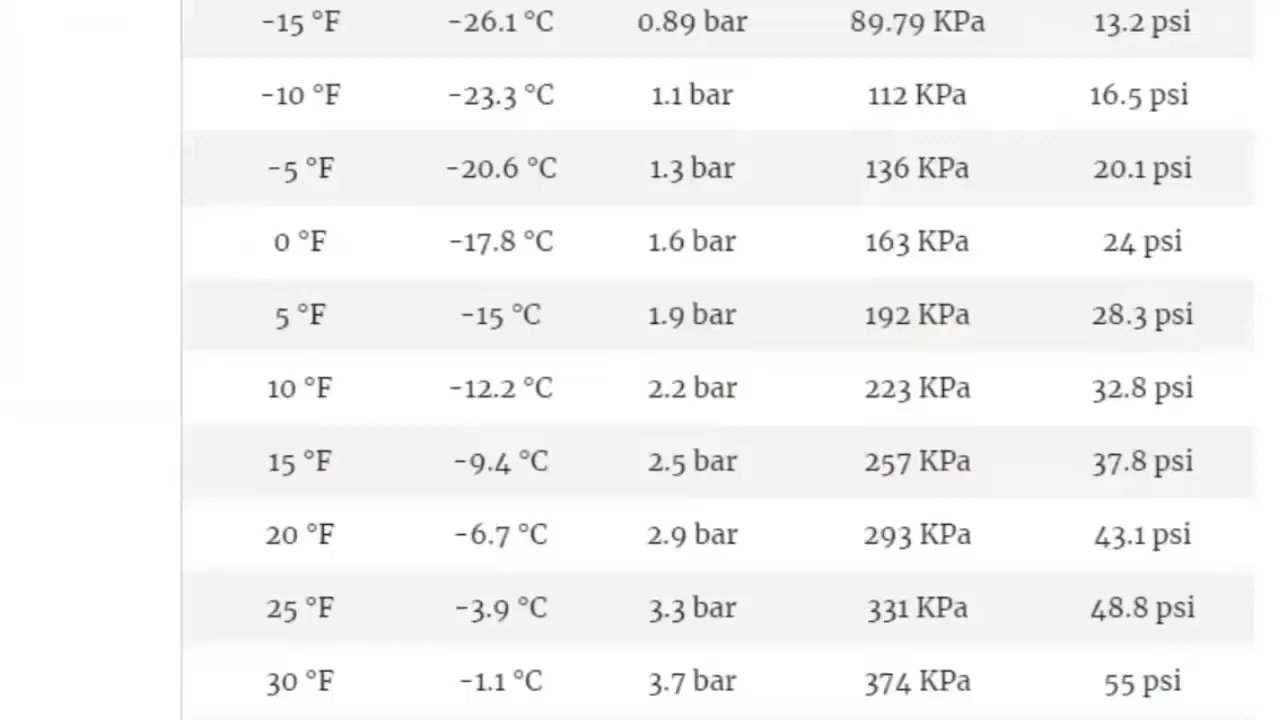 -15 °F -26.1 °C 0.89 bar 89.79 KPa 13.2 psi
-10 °F -23.3 °C 1.1 bar 112 KPa 16.5 psi
-5 °F -20.6 °C 1.3 bar 136 KPa 20.1 psi
0 °F -17.8 °C 1.6 bar 163 KPa 24 psi
5 °F -15 °C 1.9 bar 192 KPa 28.3 psi
10 °F -12.2 °C 2.2 bar 223 KPa 32.8 psi
15 °F -9.4 °C 2.5 bar 257 KPa 37.8 psi
20 °F -6.7 °C 2.9 bar 293 KPa 43.1 psi
25 °F -3.9 °C 3.3 bar 331 KPa 48.8 psi
30 °F -1.1 °C 3.7 bar 374 KPa 55 psi